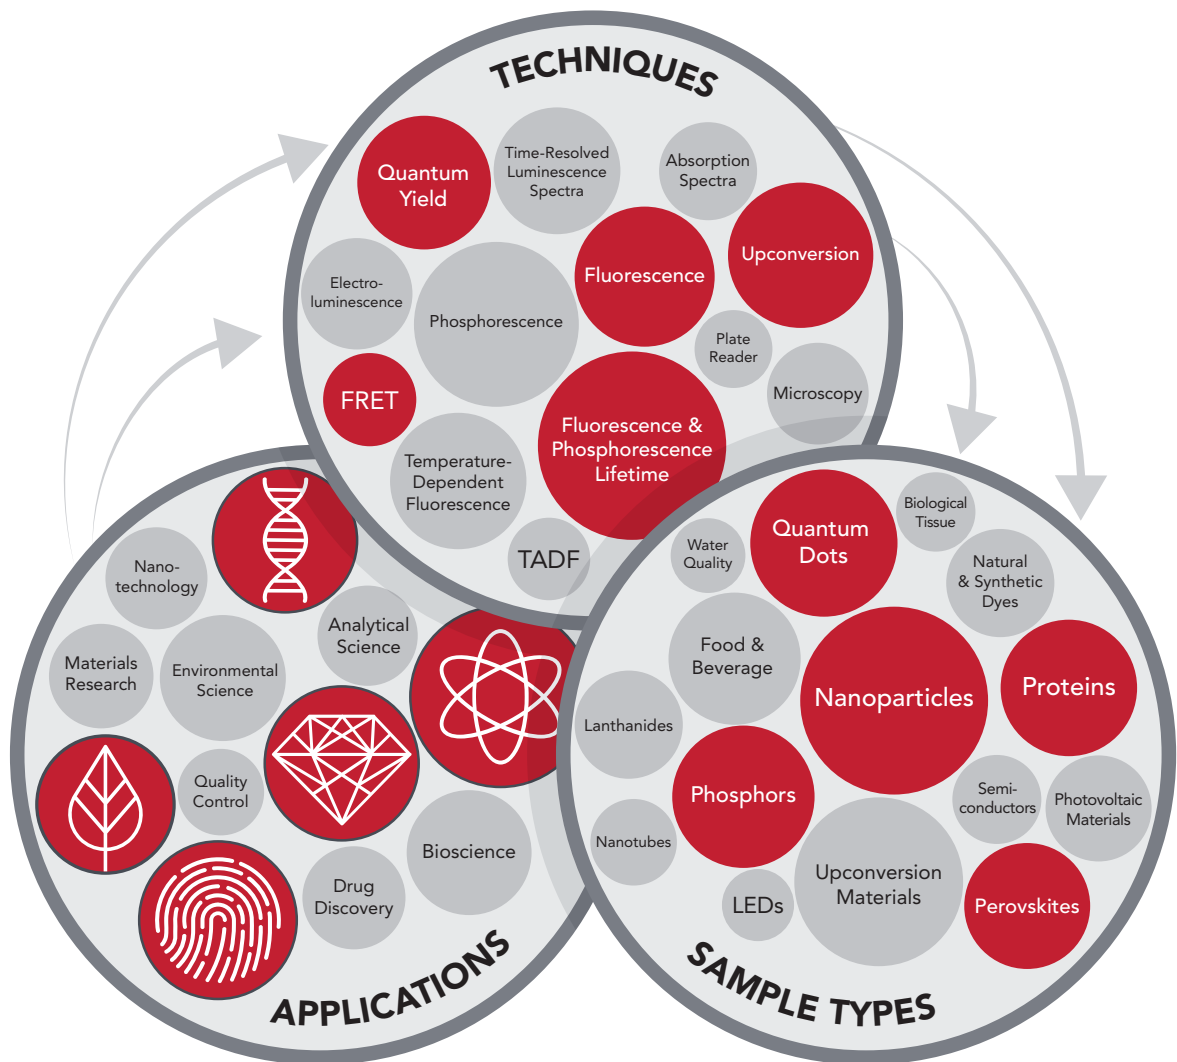 TECHNIQUES
Quantum
Yield
Time-Resolved
Luminescence
Spectra
Absorption
Spectra
Upconversion
Fluorescence
Electro-
luminescence
Phosphorescence
Plate
Reader
Microscopy
FRET
Fluorescence &
Phosphorescence
Lifetime
Temperature-
Dependent
Fluorescence
TADF
Nano-
technology
Analytical
Science
Materials
Research
Environmental
Science
Quality
Control
Bioscience
Drug
Discovery
APPLICATIONS
Water
Quality
Quantum
Dots
Biological
Tissue
Natural
& Synthetic
Dyes
Food &
Beverage
Nanoparticles
Proteins
Lanthanides
Phosphors
Semi-
conductors
Photovoltaic
Materials
Nanotubes
Upconversion
Materials
LEDs
Perovskites
SAMPLE TYPES